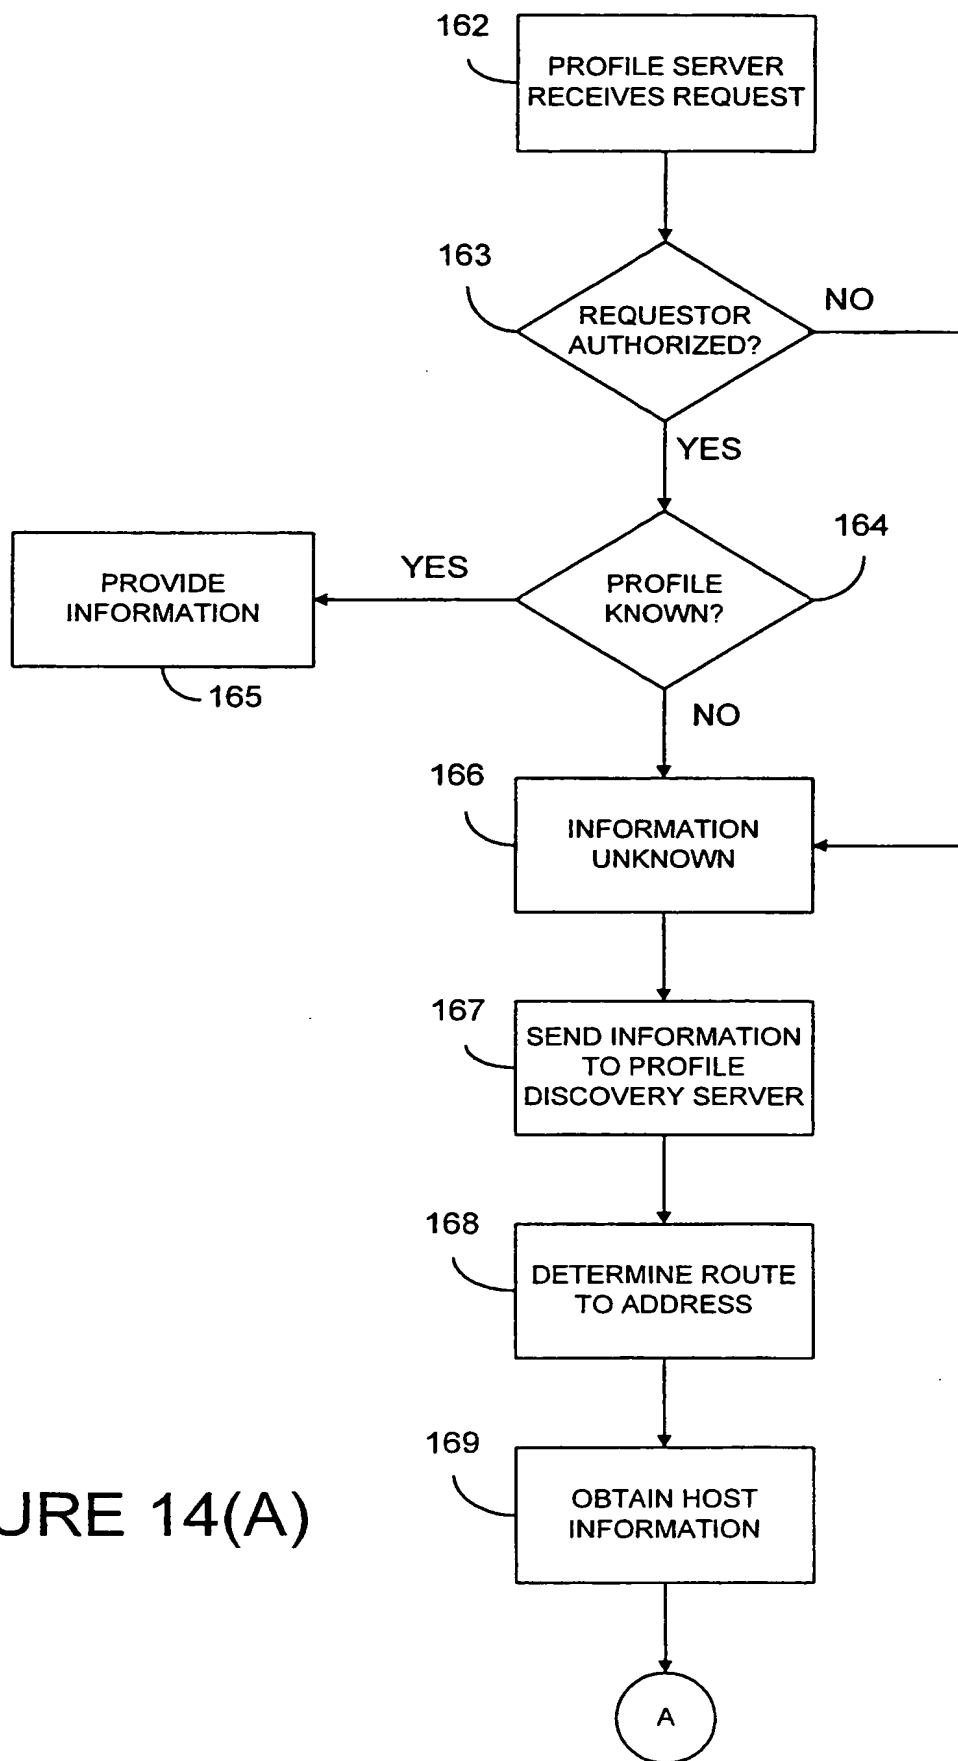 162
PROFILE SERVER
RECEIVES REQUEST
163
REQUESTOR
AUTHORIZED?
NO
YES
164
PROFILE
KNOWN?
YES
PROVIDE
INFORMATION
165
NO
166
INFORMATION
UNKNOWN
167
SEND INFORMATION
TO PROFILE
DISCOVERY SERVER
168
DETERMINE ROUTE
TO ADDRESS
169
OBTAIN HOST
INFORMATION
URE 14(A)
A